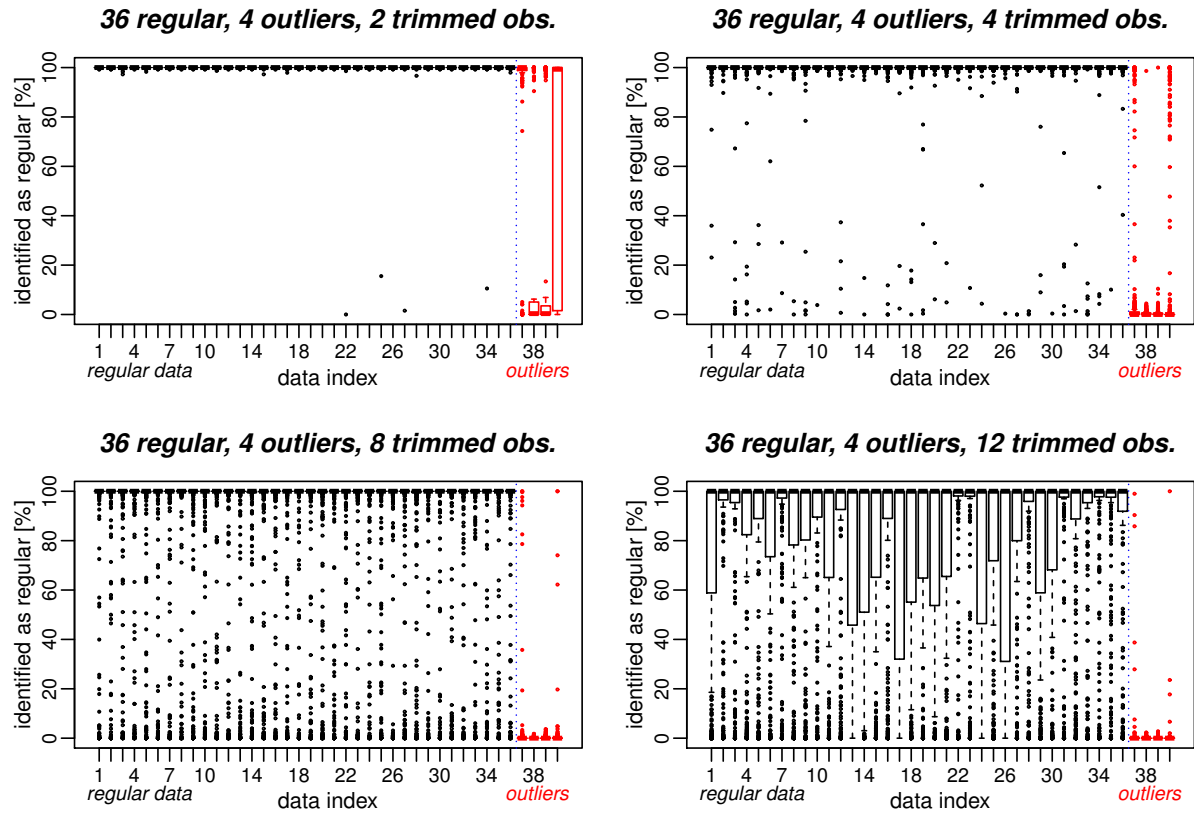 36 regular, 4 outliers, 2 trimmed obs.
identified as regular [%]
100
80
60
40
20
0
1 4 7 10 14 18 22 26 30 34 38
regular data
data index
outliers
36 regular, 4 outliers, 4 trimmed obs.
identified as regular [%]
100
80
60
40
20
0
1 4 7 10 14 18 22 26 30 34 38
regular data
data index
outliers
36 regular, 4 outliers, 8 trimmed obs.
identified as regular [%]
100
80
60
40
20
0
1 4 7 10 14 18 22 26 30 34 38
regular data
data index
outliers
36 regular, 4 outliers, 12 trimmed obs.
identified as regular [%]
100
80
60
40
20
0
1 4 7 10 14 18 22 26 30 34 38
regular data
data index
outliers